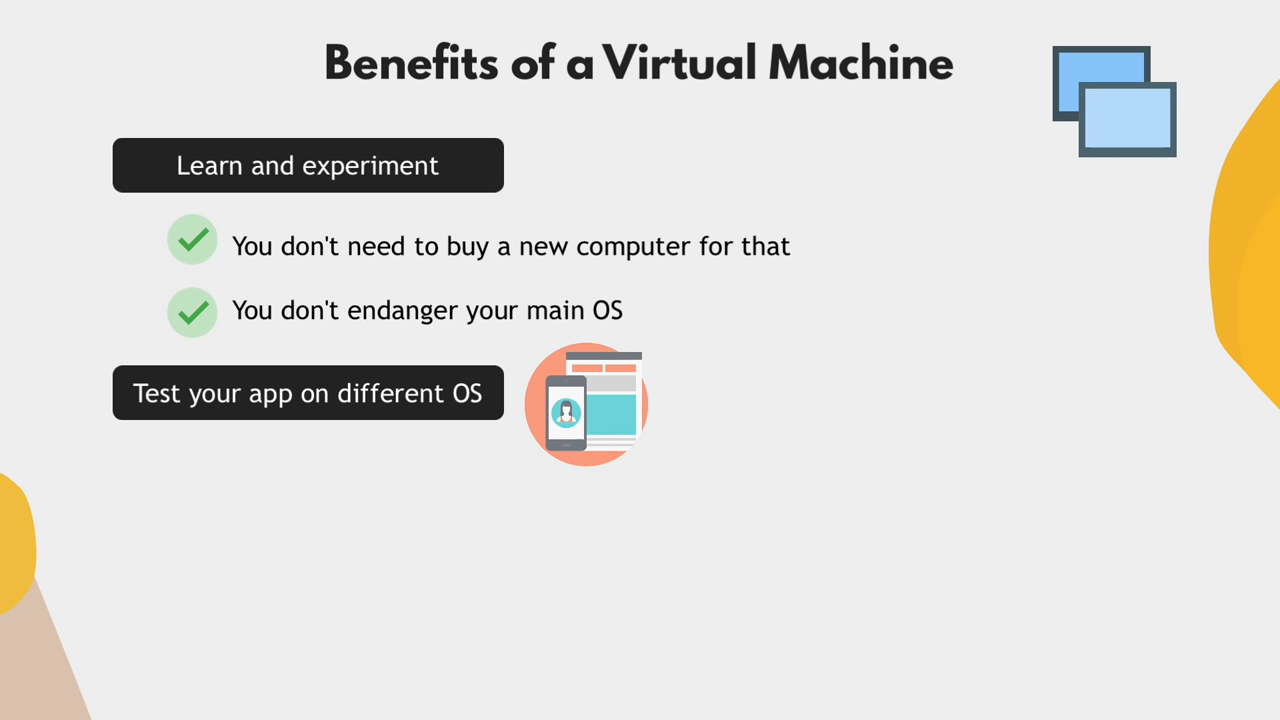 Benefits of a Virtual Machine
Learn and experiment
You don't need to buy a new computer for that
You don't endanger your main OS
Test your app on different OS